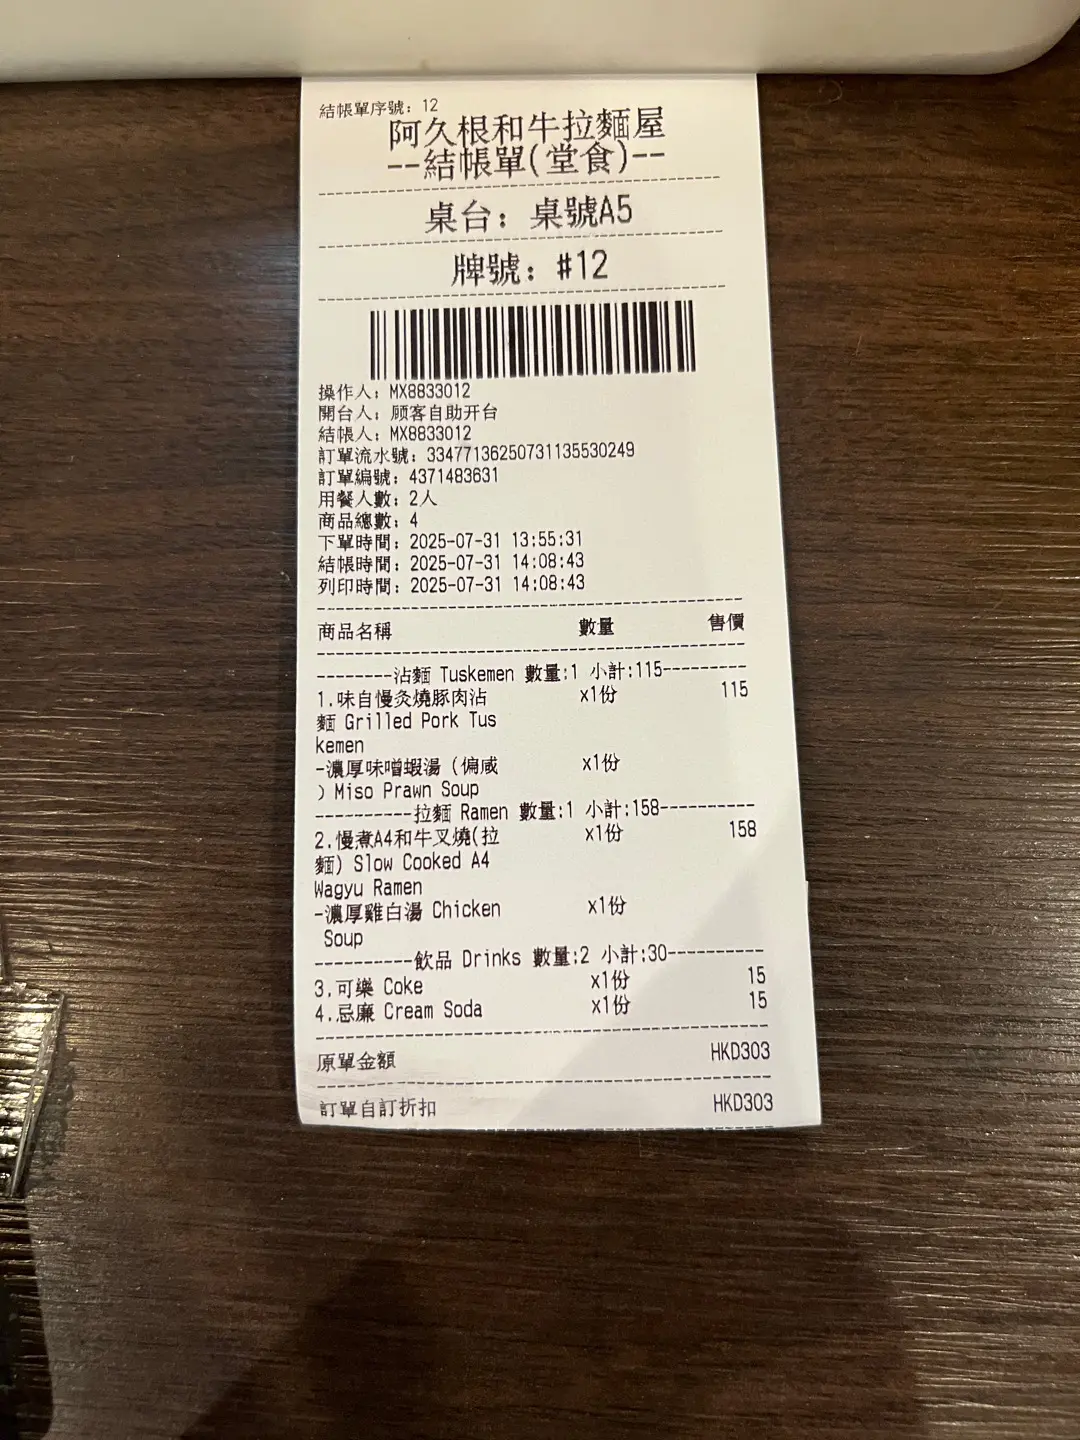 結帳單序號: 12
阿久根和牛拉麵屋
--結帳單(堂食)--
桌台: 桌號A5
牌號: #12
操作人: MX8833012
開台人: 顾客自助开台
結帳人: MX8833012
訂單流水號: 33477136250731135530249
訂單編號: 4371483631
用餐人數: 2人
商品總數: 4
下單時間: 2025-07-31 13:55:31
結帳時間: 2025-07-31 14:08:43
列印時間: 2025-07-31 14:08:43
商品名稱 數量 售價
--------沾麵 Tuskemen 數量:1 小計:115---------
1.味自慢灸燒豚肉沾 x1份 115
麵 Grilled Pork Tus
kemen
-濃厚味噌蝦湯 (偏咸 x1份
) Miso Prawn Soup
----------拉麵 Ramen 數量:1 小計:158----------
2.慢煮A4和牛叉燒(拉 x1份 158
麵) Slow Cooked A4
Wagyu Ramen
-濃厚雞白湯 Chicken x1份
Soup
----------飲品 Drinks 數量:2 小計:30----------
3.可樂 Coke x1份 15
4.忌廉 Cream Soda x1份 15
原單金額 HKD303
訂單自訂折扣 HKD303